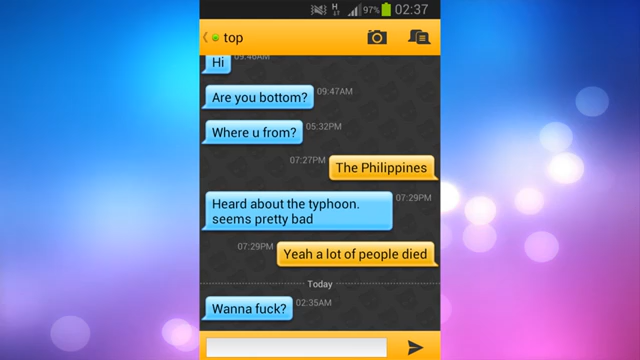 97% 02:37
top
Hi 09:46AM
Are you bottom? 09:47AM
Where u from? 05:32PM
07:27PM The Philippines
Heard about the typhoon. 07:29PM
seems pretty bad
07:29PM Yeah a lot of people died
Today
Wanna fuck? 02:35AM